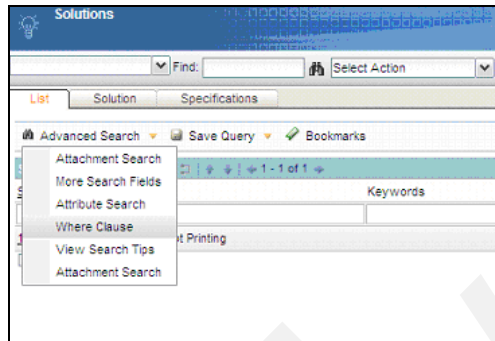 Solutions
Find: Select Action
List Solution Specifications
Advanced Search Save Query Bookmarks
Attachment Search
1 - 1 of 1
More Search Fields
Attribute Search
Keywords
Where Clause
View Search Tips
Printing
Attachment Search